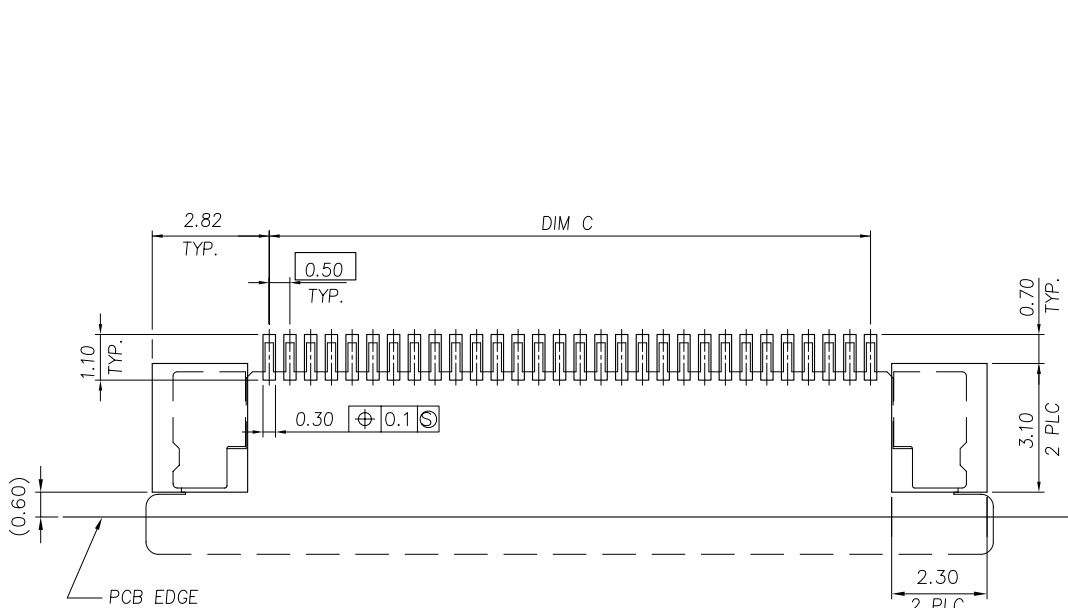 2.82
TYP.
DIM C
0.50
TYP.
0.70
TYP.
1.10
TYP.
0.30 ⌖ 0.1 Ⓢ
3.10
2 PLC
(0.60)
PCB EDGE
2.30
2 PLC